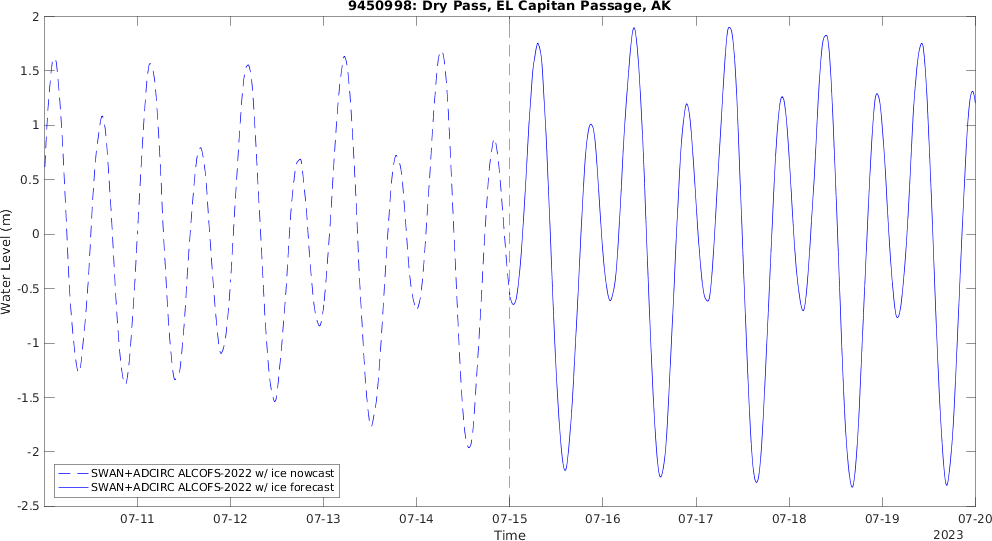 9450998: Dry Pass, EL Capitan Passage, AK
Water Level (m)
2
1.5
1
0.5
0
-0.5
-1
-1.5
-2
-2.5
SWAN+ADCIRC ALCOFS-2022 w/ ice nowcast
SWAN+ADCIRC ALCOFS-2022 w/ ice forecast
07-11 07-12 07-13 07-14 07-15 07-16 07-17 07-18 07-19 07-20
Time
2023